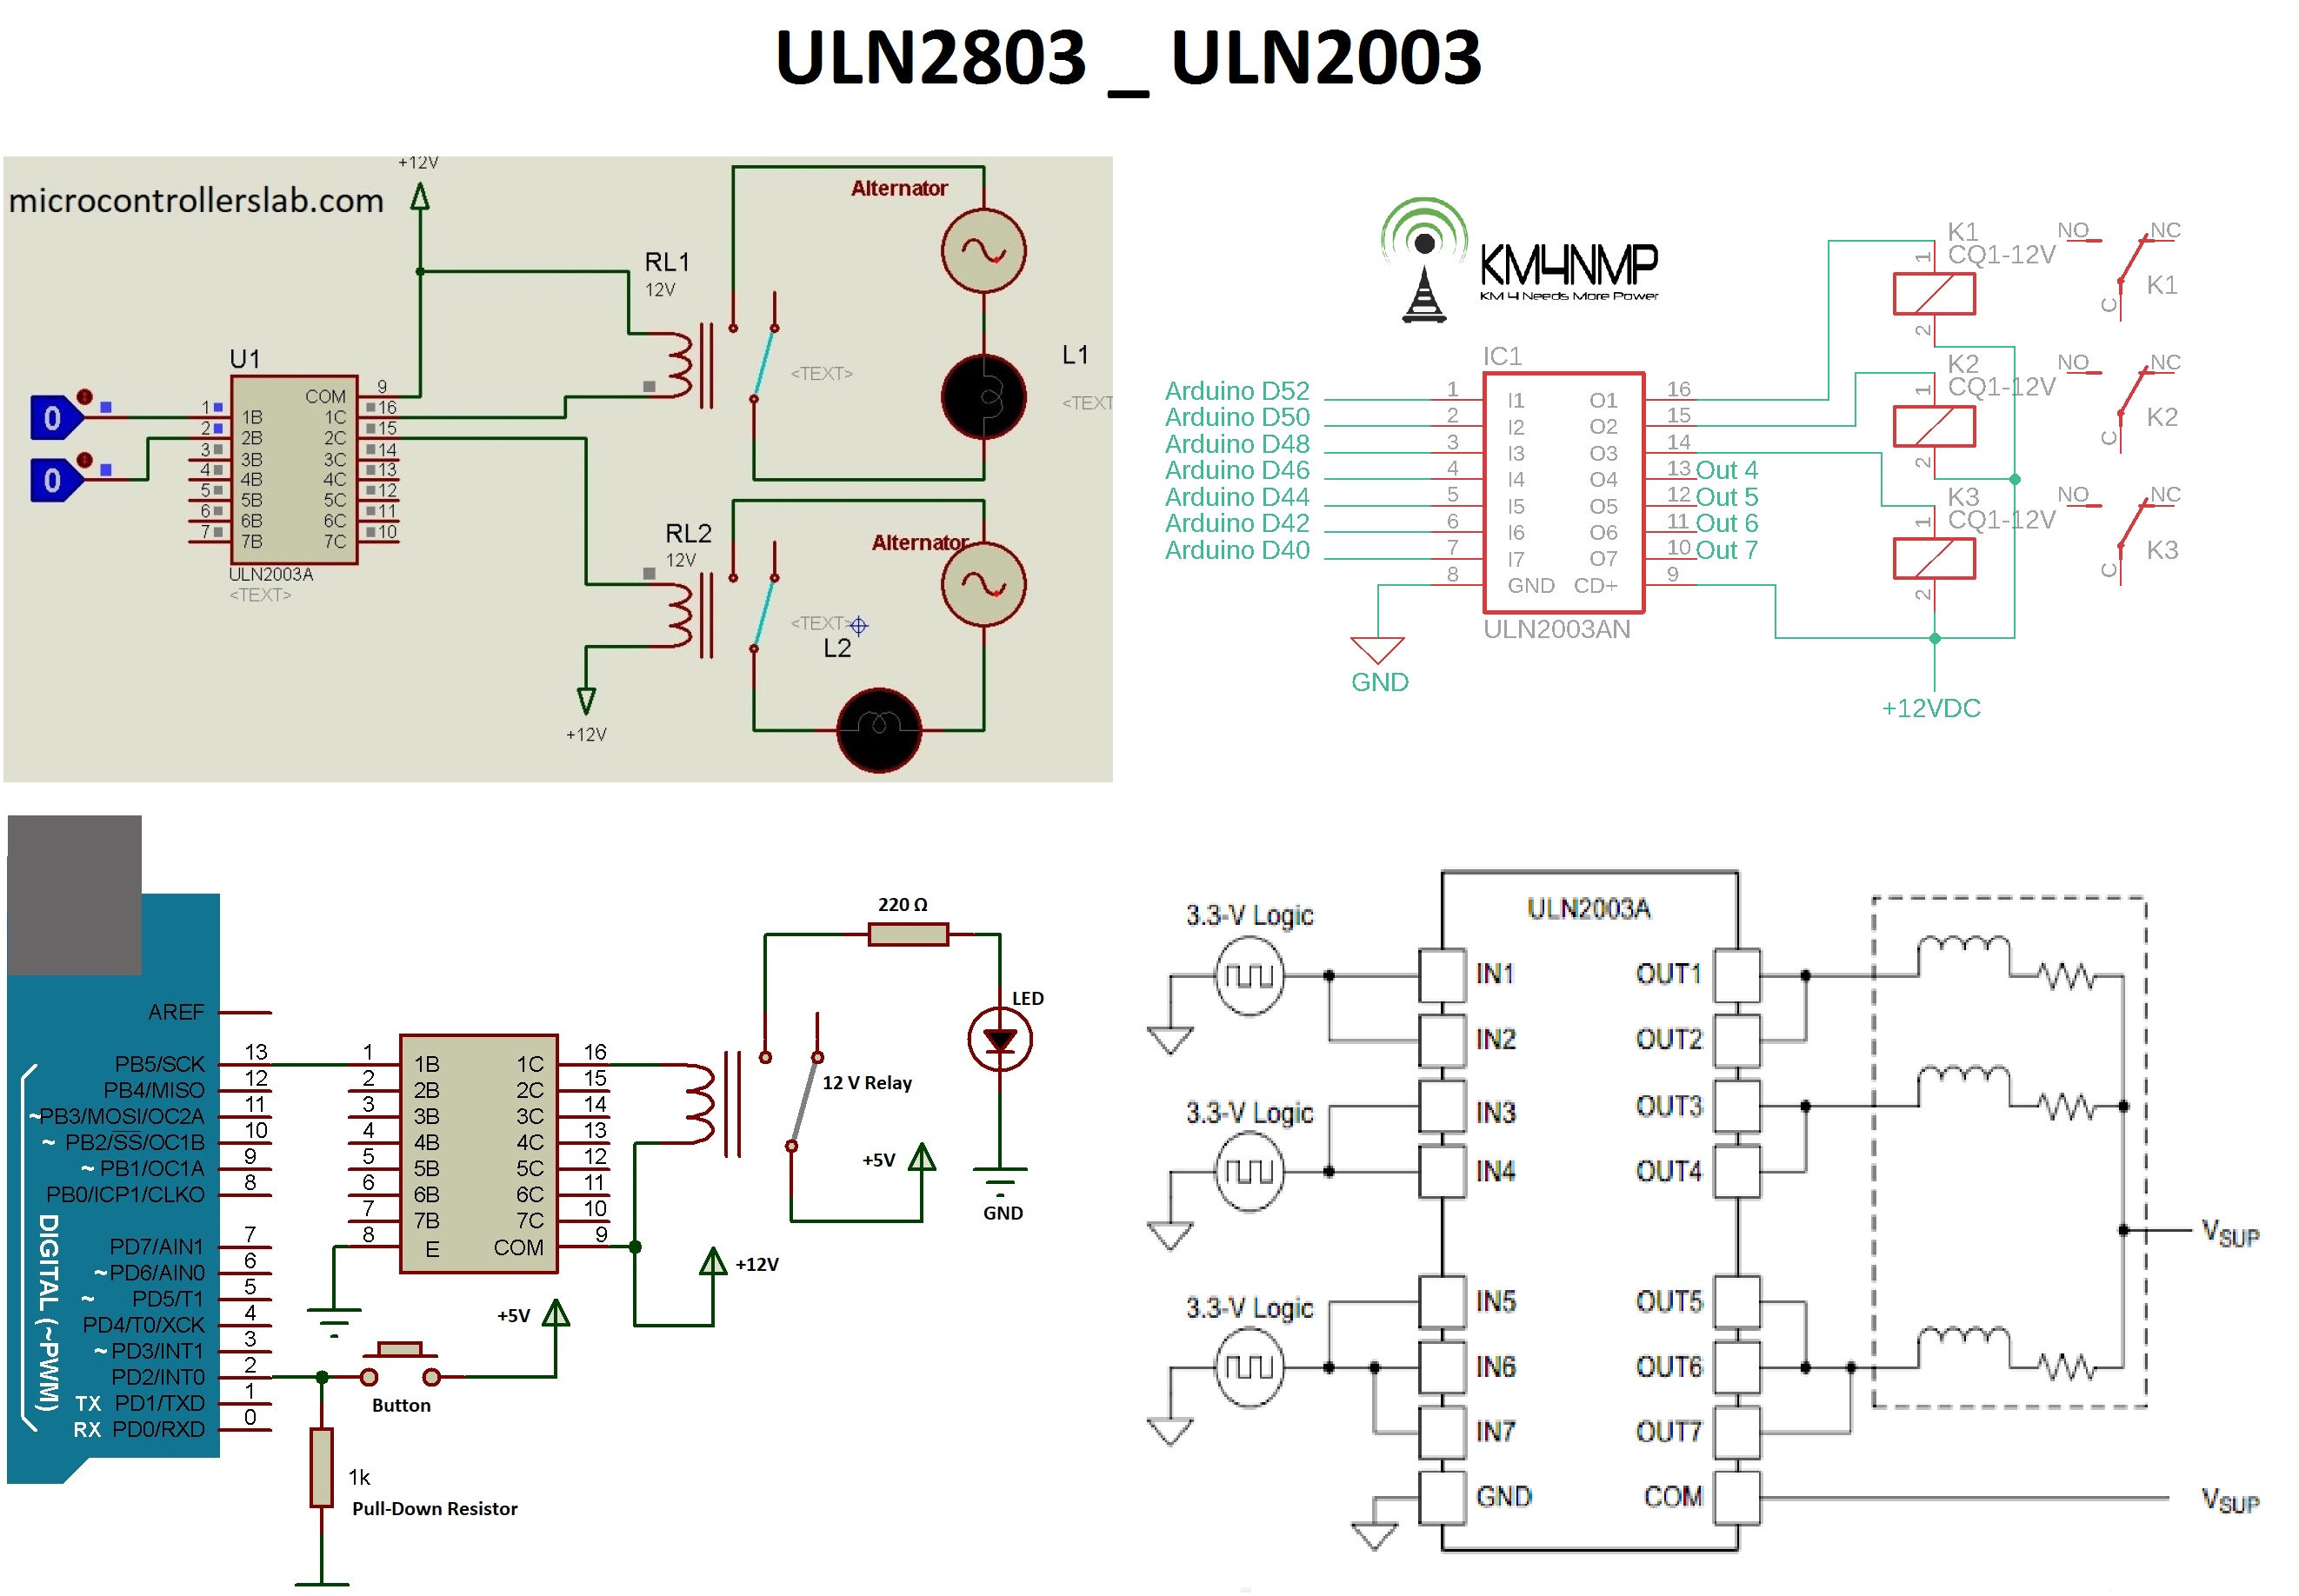 ULN2803 _ ULN2003
microcontrollerslab.com
+12V
RL1
12V
Alternator
<TEXT>
L1
<TEXT
U1
COM 9
1 1B 1C 16
2 2B 2C 15
3 3B 3C 14
4 4B 4C 13
5 5B 5C 12
6 6B 6C 11
7 7B 7C 10
0
0
ULN2003A
<TEXT>
RL2
12V
Alternator
<TEXT>
L2
+12V
KM4NMP
KM 4 Needs More Power
IC1
Arduino D52 1 I1 O1 16
Arduino D50 2 I2 O2 15
Arduino D48 3 I3 O3 14
Arduino D46 4 I4 O4 13 Out 4
Arduino D44 5 I5 O5 12 Out 5
Arduino D42 6 I6 O6 11 Out 6
Arduino D40 7 I7 O7 10 Out 7
8 GND CD+ 9
ULN2003AN
GND
K1
CQ1-12V
1
2
NO NC
C
K1
K2
CQ1-12V
1
2
NO NC
C
K2
K3
CQ1-12V
1
2
NO NC
C
K3
+12VDC
AREF
PB5/SCK 13
PB4/MISO 12
~PB3/MOSI/OC2A 11
~ PB2/SS/OC1B 10
~ PB1/OC1A 9
PB0/ICP1/CLKO 8
PD7/AIN1 7
~PD6/AIN0 6
~ PD5/T1 5
PD4/T0/XCK 4
~PD3/INT1 3
PD2/INT0 2
TX PD1/TXD 1
RX PD0/RXD 0
DIGITAL (~PWM)
1 1B 1C 16
2 2B 2C 15
3 3B 3C 14
4 4B 4C 13
5 5B 5C 12
6 6B 6C 11
7 7B 7C 10
8 E COM 9
220 Ω
LED
12 V Relay
+5V
GND
+12V
+5V
Button
1k
Pull-Down Resistor
ULN2003A
3.3-V Logic
IN1 OUT1
IN2 OUT2
3.3-V Logic
IN3 OUT3
IN4 OUT4
VSUP
3.3-V Logic
IN5 OUT5
IN6 OUT6
IN7 OUT7
GND COM
VSUP